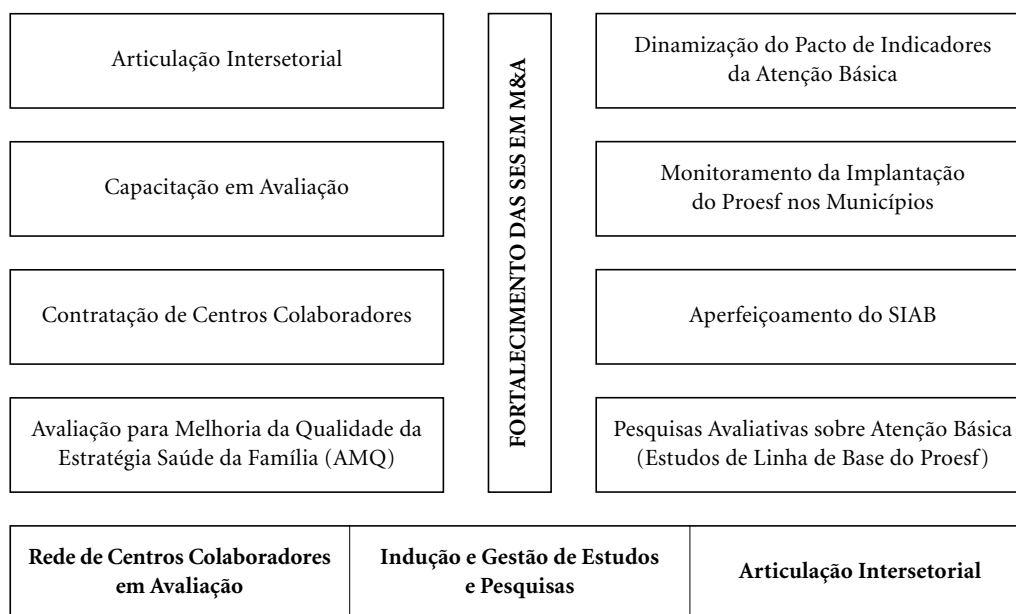 Articulação Intersetorial
Capacitação em Avaliação
Contratação de Centros Colaboradores
Avaliação para Melhoria da Qualidade da
Estratégia Saúde da Família (AMQ)
FORTALECIMENTO DAS SES EM M&A
Dinamização do Pacto de Indicadores
da Atenção Básica
Monitoramento da Implantação
do Proesf nos Municípios
Aperfeiçoamento do SIAB
Pesquisas Avaliativas sobre Atenção Básica
(Estudos de Linha de Base do Proesf)
Rede de Centros Colaboradores
em Avaliação
Indução e Gestão de Estudos
e Pesquisas
Articulação Intersetorial